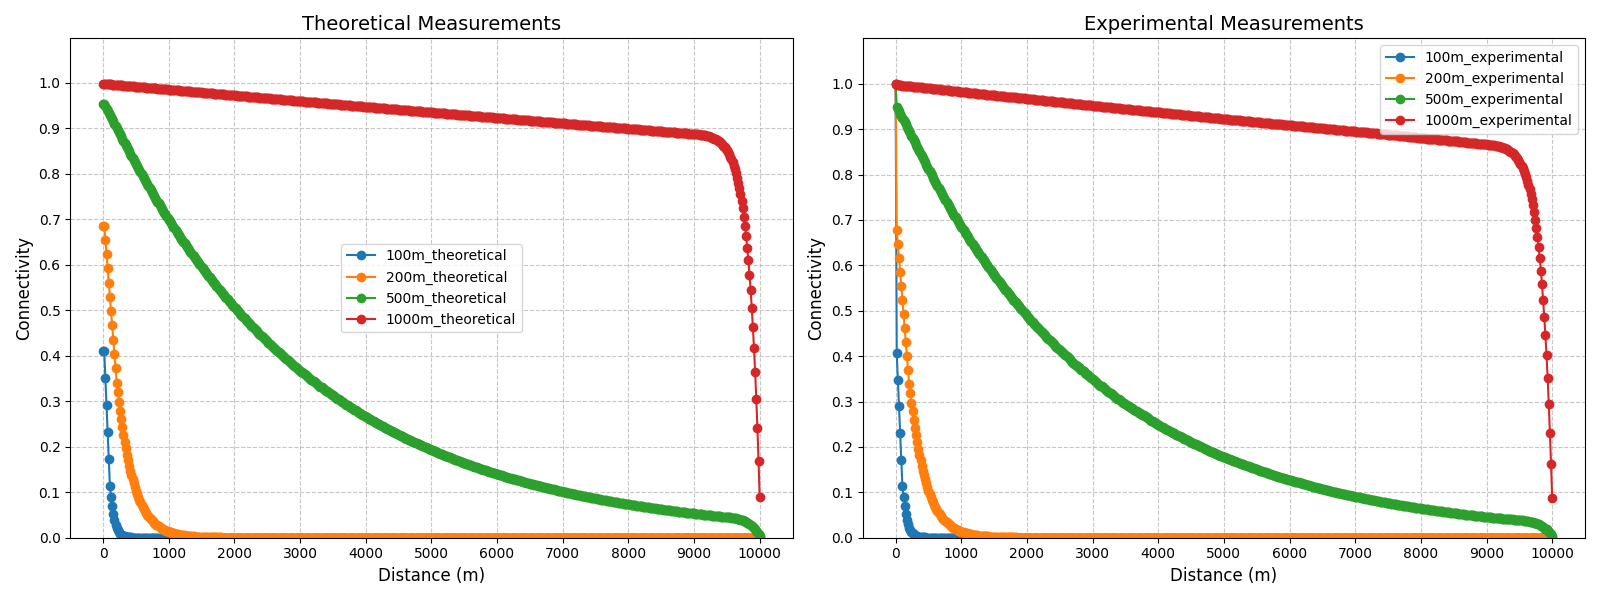 Theoretical Measurements
Connectivity
1.0
0.9
0.8
0.7
0.6
0.5
0.4
0.3
0.2
0.1
0.0
100m_theoretical
200m_theoretical
500m_theoretical
1000m_theoretical
0 1000 2000 3000 4000 5000 6000 7000 8000 9000 10000
Distance (m)
Experimental Measurements
Connectivity
1.0
0.9
0.8
0.7
0.6
0.5
0.4
0.3
0.2
0.1
0.0
100m_experimental
200m_experimental
500m_experimental
1000m_experimental
0 1000 2000 3000 4000 5000 6000 7000 8000 9000 10000
Distance (m)